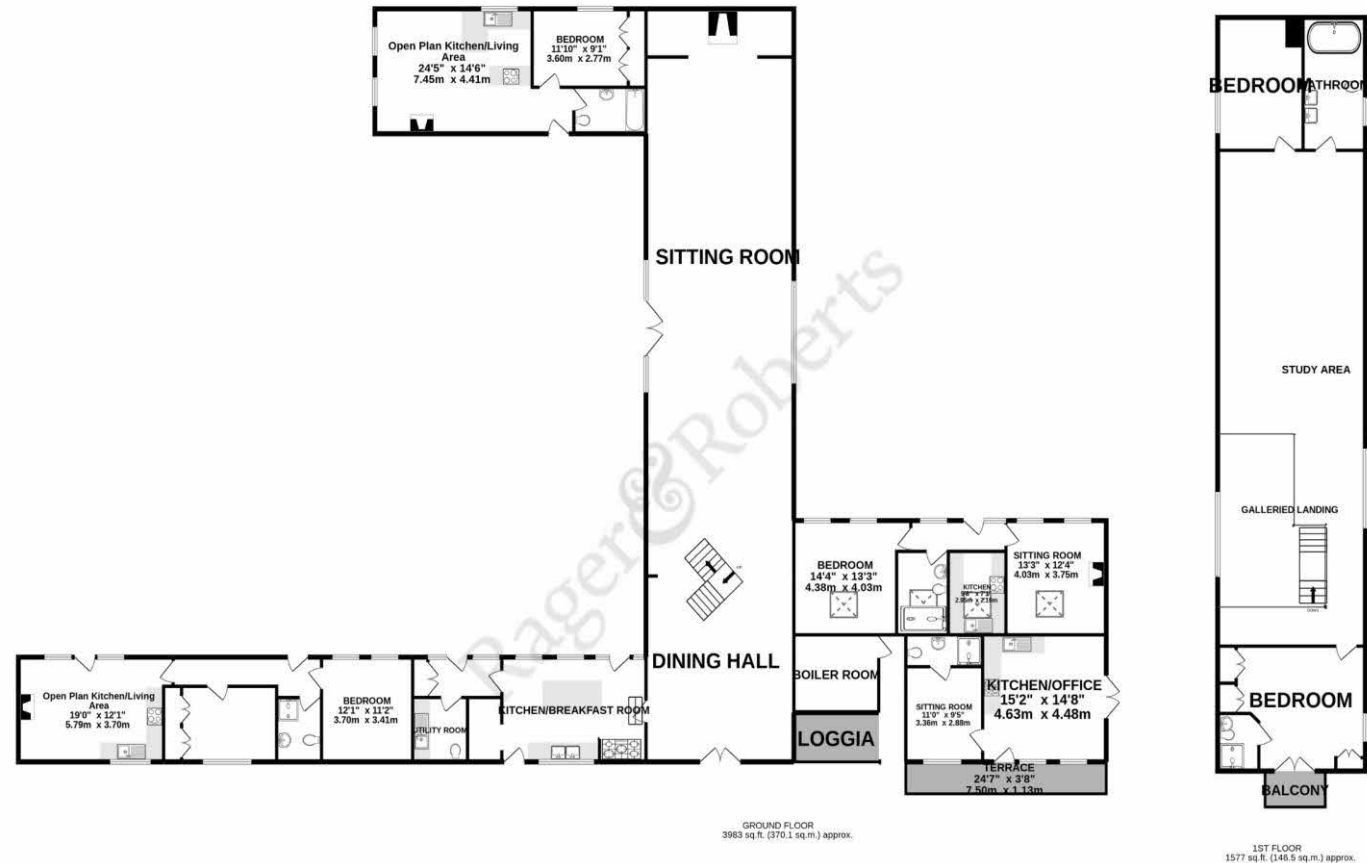 Open Plan Kitchen/Living
Area
24'5" x 14'6"
7.45m x 4.41m
BEDROOM
11'10" x 9'1"
3.60m x 2.77m
SITTING ROOM
UP
DINING HALL
Open Plan Kitchen/Living
Area
19'0" x 12'1"
5.79m x 3.70m
BEDROOM
12'1" x 11'2"
3.70m x 3.41m
UTILITY ROOM
KITCHEN/BREAKFAST ROOM
BEDROOM
14'4" x 13'3"
4.38m x 4.03m
KITCHEN
SITTING ROOM
13'3" x 12'4"
4.03m x 3.75m
BOILER ROOM
LOGGIA
SITTING ROOM
11'0" x 9'5"
3.36m x 2.88m
KITCHEN/OFFICE
15'2" x 14'8"
4.63m x 4.48m
TERRACE
24'7" x 3'8"
7.50m x 1.13m
GROUND FLOOR
3983 sq.ft. (370.1 sq.m.) approx.
BEDROOM
BATHROOM
STUDY AREA
GALLERIED LANDING
DOWN
BEDROOM
BALCONY
1ST FLOOR
1577 sq.ft. (146.5 sq.m.) approx.
Rager & Roberts